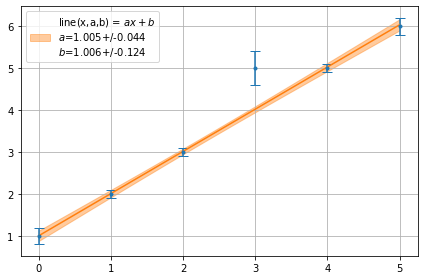 line(x,a,b) = ax + b
a=1.005+/-0.044
b=1.006+/-0.124
6
5
4
3
2
1
0 1 2 3 4 5